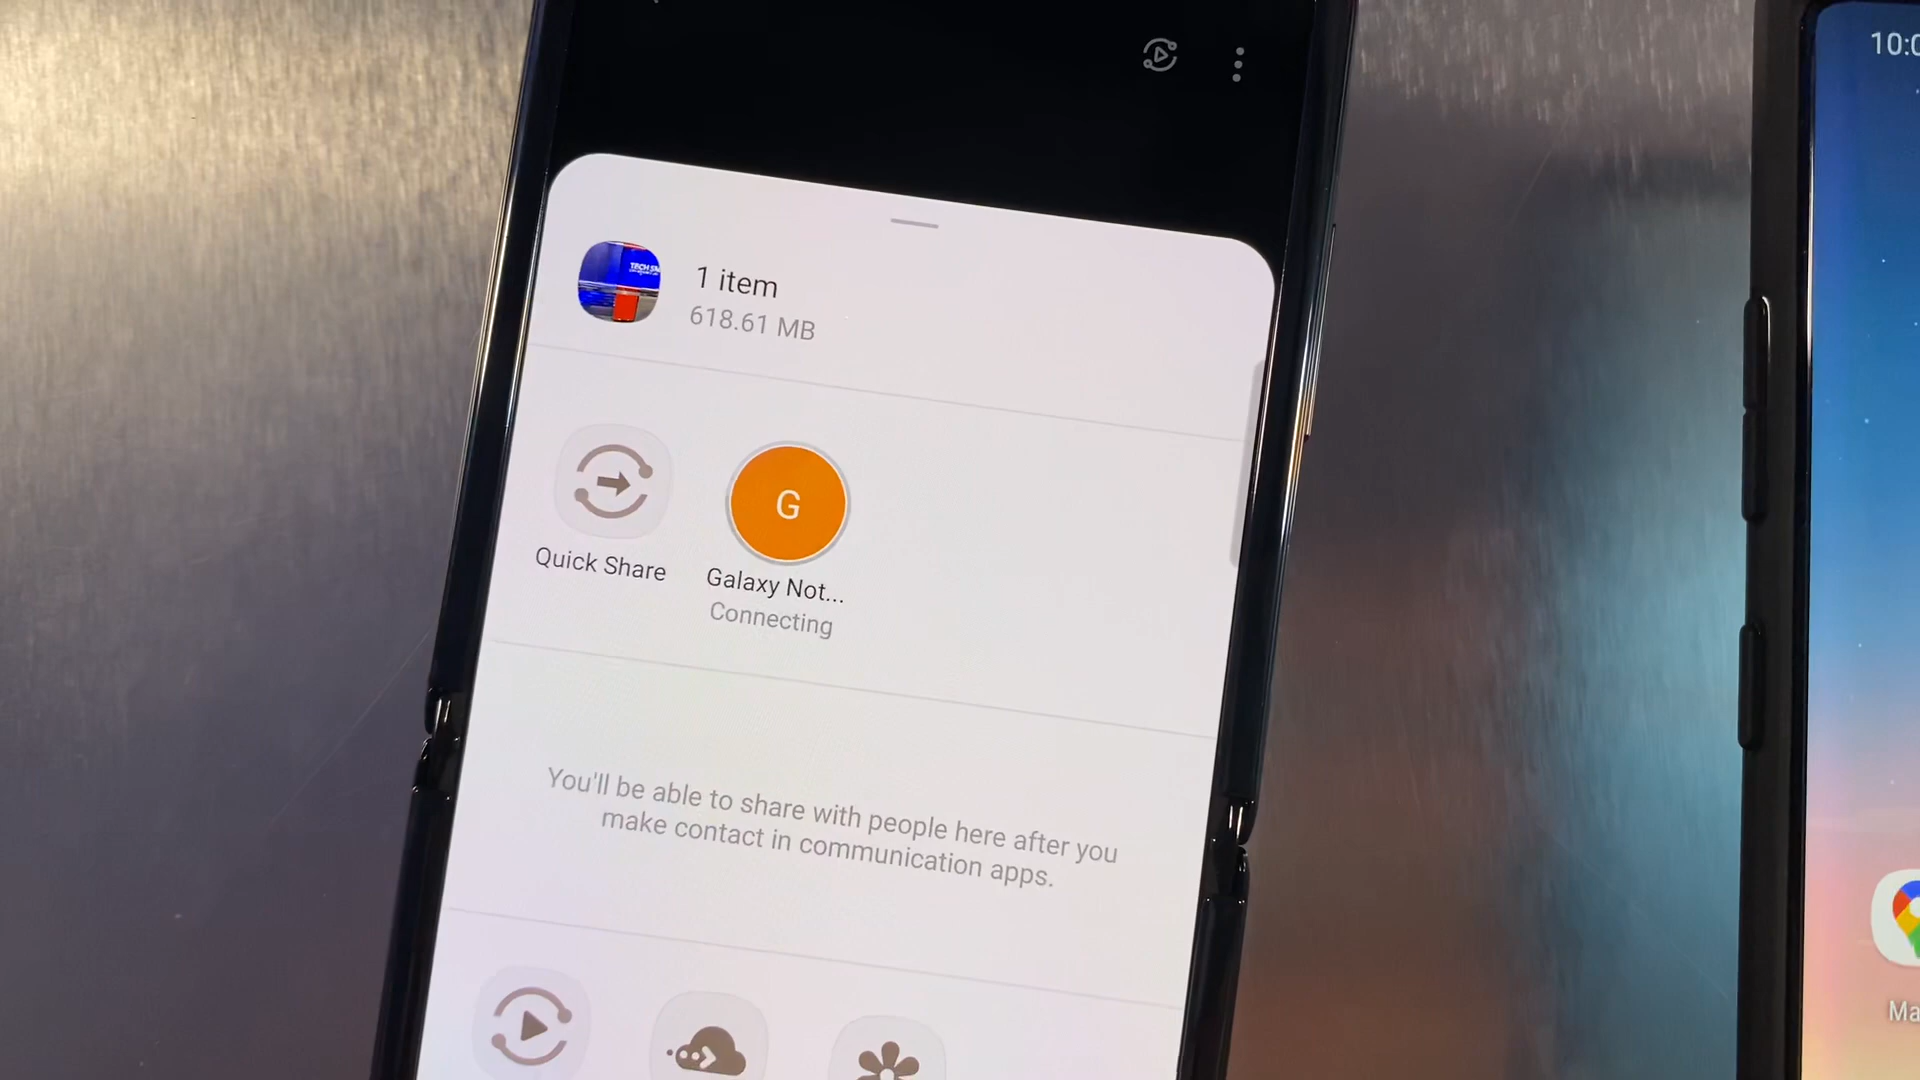 10:0
TECH
1 item
618.61 MB
G
Quick Share
Galaxy Not...
Connecting
You'll be able to share with people here after you
make contact in communication apps.
Ma